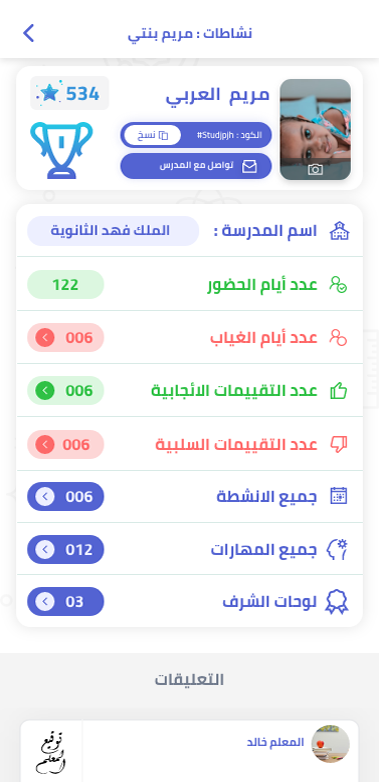 نشاطات : مريم بنتي
مريم العربي
534
الكود : Studjpjh#
نسخ
تواصل مع المدرس
1
اسم المدرسة :
الملك فهد الثانوية
عدد أيام الحضور
122
عدد أيام الغياب
006
عدد التقييمات الائجابية
006
عدد التقييمات السلبية
006
جميع الانشطة
006
جميع المهارات
012
لوحات الشرف
03
التعليقات
المعلم خالد
توقيع
المعلم